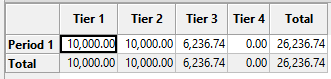 Tier 1 Tier 2 Tier 3 Tier 4 Total
Period 1 10,000.00 10,000.00 6,236.74 0.00 26,236.74
Total 10,000.00 10,000.00 6,236.74 0.00 26,236.74